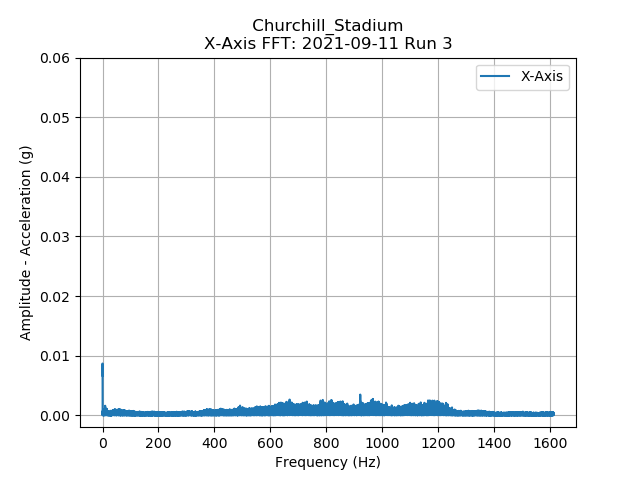 Churchill_Stadium
X-Axis FFT: 2021-09-11 Run 3
X-Axis
0.06
0.05
0.04
0.03
0.02
0.01
0.00
Amplitude - Acceleration (g)
0 200 400 600 800 1000 1200 1400 1600
Frequency (Hz)